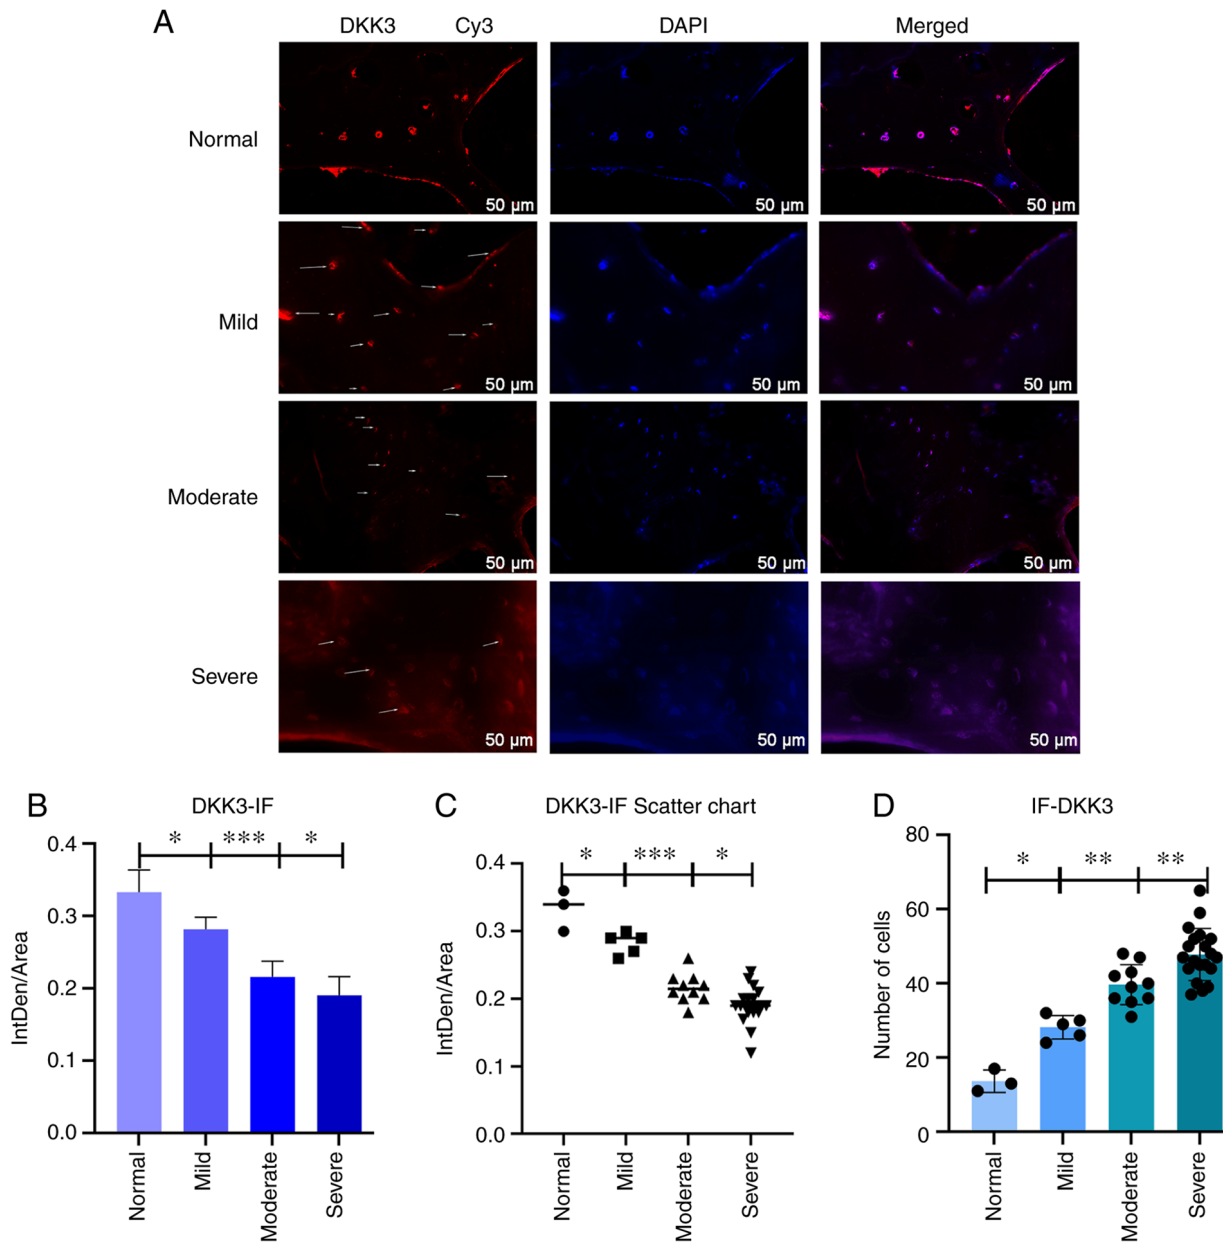 A
DKK3 Cy3 DAPI Merged
Normal
50 µm 50 µm 50 µm
Mild
50 µm 50 µm 50 µm
Moderate
50 µm 50 µm 50 µm
Severe
50 µm 50 µm 50 µm
B
DKK3-IF
* *** *
IntDen/Area
0.4
0.3
0.2
0.1
0.0
Normal
Mild
Moderate
Severe
C
DKK3-IF Scatter chart
* *** *
IntDen/Area
0.4
0.3
0.2
0.1
0.0
Normal
Mild
Moderate
Severe
D
IF-DKK3
* ** **
Number of cells
80
60
40
20
0
Normal
Mild
Moderate
Severe